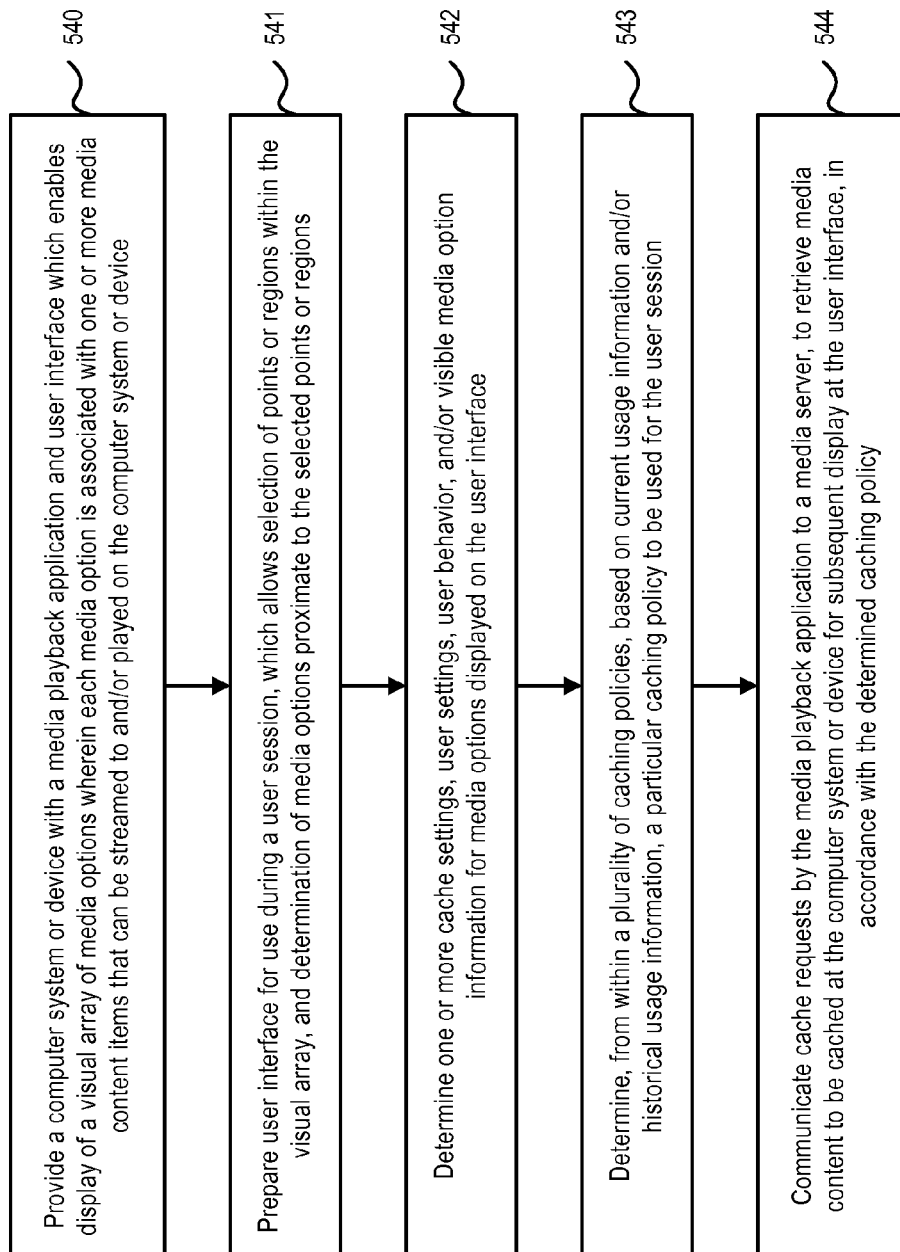 Provide a computer system or device with a media playback application and user interface which enables
display of a visual array of media options wherein each media option is associated with one or more media
content items that can be streamed to and/or played on the computer system or device
540
Prepare user interface for use during a user session, which allows selection of points or regions within the
visual array, and determination of media options proximate to the selected points or regions
541
Determine one or more cache settings, user settings, user behavior, and/or visible media option
information for media options displayed on the user interface
542
Determine, from within a plurality of caching policies, based on current usage information and/or
historical usage information, a particular caching policy to be used for the user session
543
Communicate cache requests by the media playback application to a media server, to retrieve media
content to be cached at the computer system or device for subsequent display at the user interface, in
accordance with the determined caching policy
544